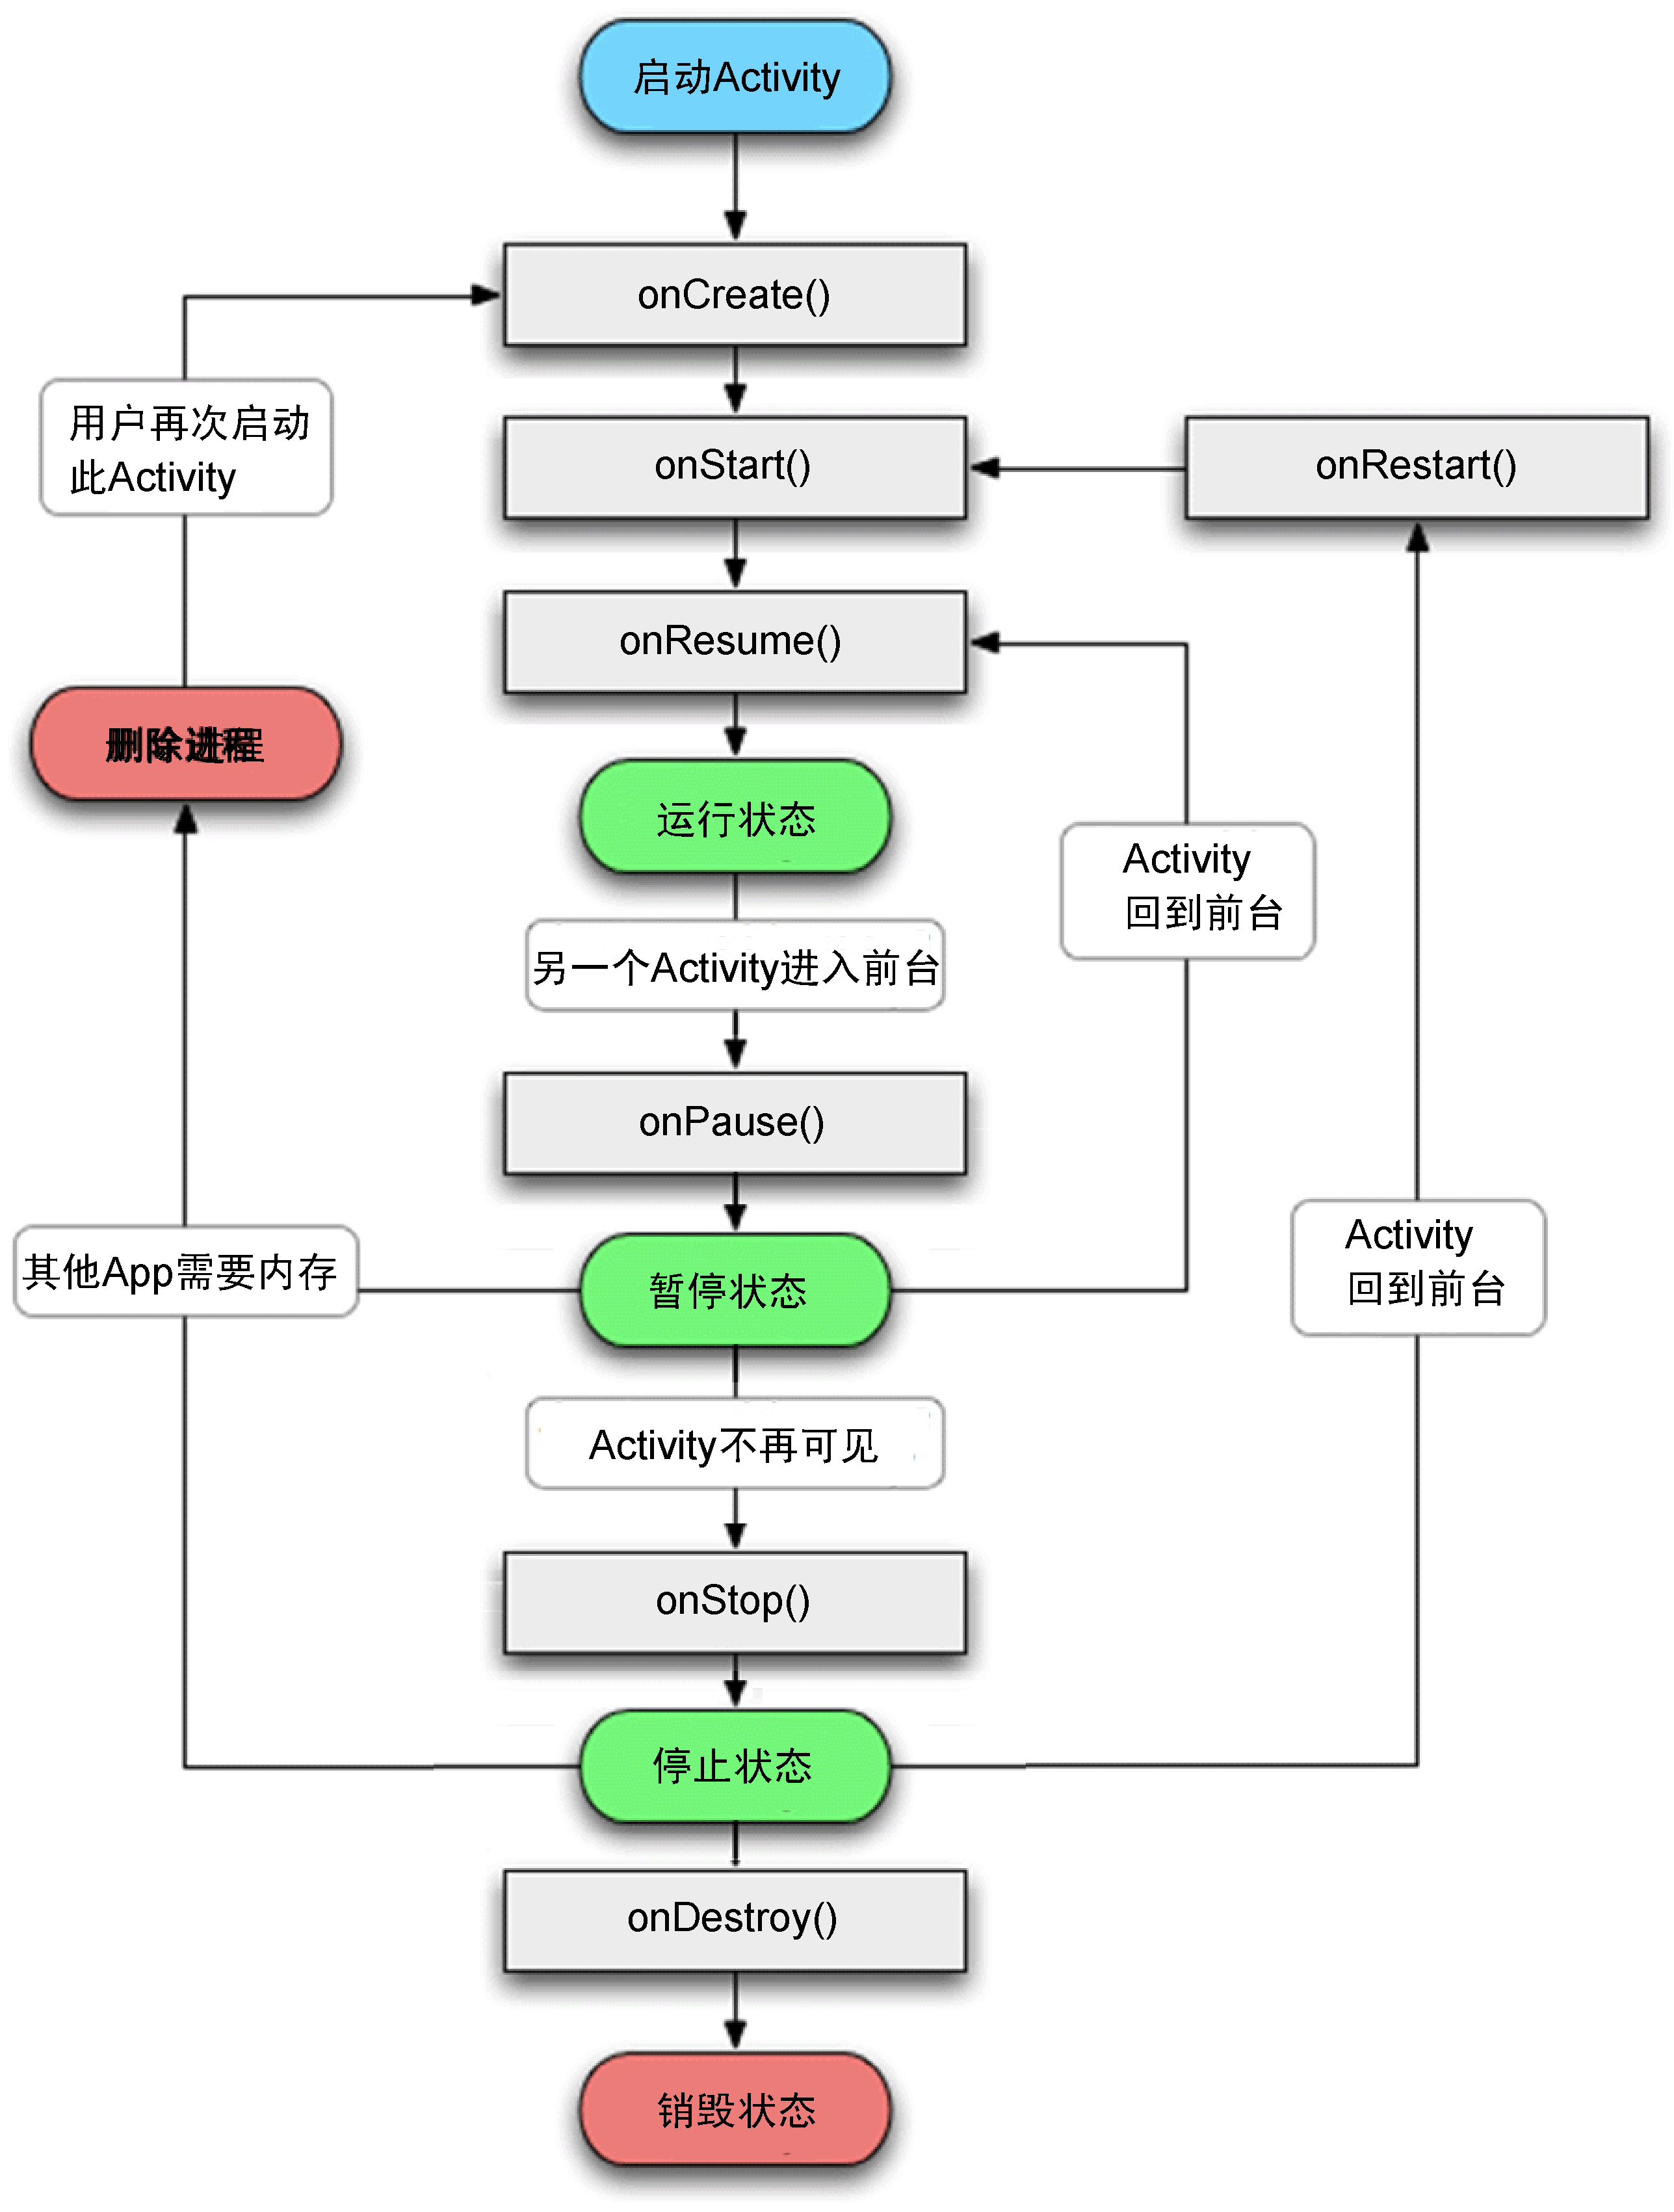 启动Activity
onCreate()
用户再次启动
此Activity
onStart()
onRestart()
onResume()
删除进程
运行状态
Activity
回到前台
另一个Activity进入前台
onPause()
Activity
回到前台
其他App需要内存
暂停状态
Activity不再可见
onStop()
停止状态
onDestroy()
销毁状态